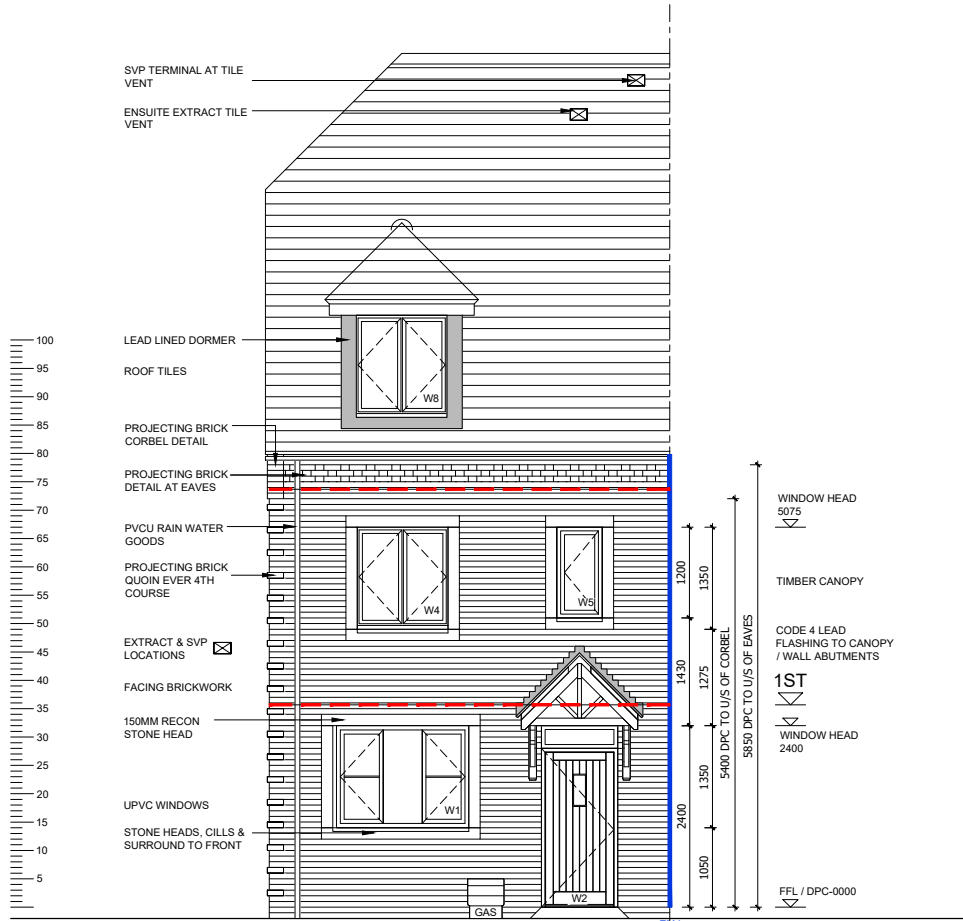 SVP TERMINAL AT TILE
VENT
ENSUITE EXTRACT TILE
VENT
100
LEAD LINED DORMER
95
ROOF TILES
90
W8
85
PROJECTING BRICK
CORBEL DETAIL
80
75
PROJECTING BRICK
DETAIL AT EAVES
70
PVCU RAIN WATER
GOODS
65
60
PROJECTING BRICK
QUOIN EVER 4TH
COURSE
55
50
EXTRACT & SVP
LOCATIONS
45
40
FACING BRICKWORK
35
150MM RECON
STONE HEAD
30
25
20
UPVC WINDOWS
15
STONE HEADS, CILLS &
SURROUND TO FRONT
10
5
W4
W5
W1
W2
GAS
1200
1430
2400
1350
1275
1350
1050
5400 DPC TO U/S OF CORBEL
5850 DPC TO U/S OF EAVES
WINDOW HEAD
5075
TIMBER CANOPY
CODE 4 LEAD
FLASHING TO CANOPY
/ WALL ABUTMENTS
1ST
WINDOW HEAD
2400
FFL / DPC-0000